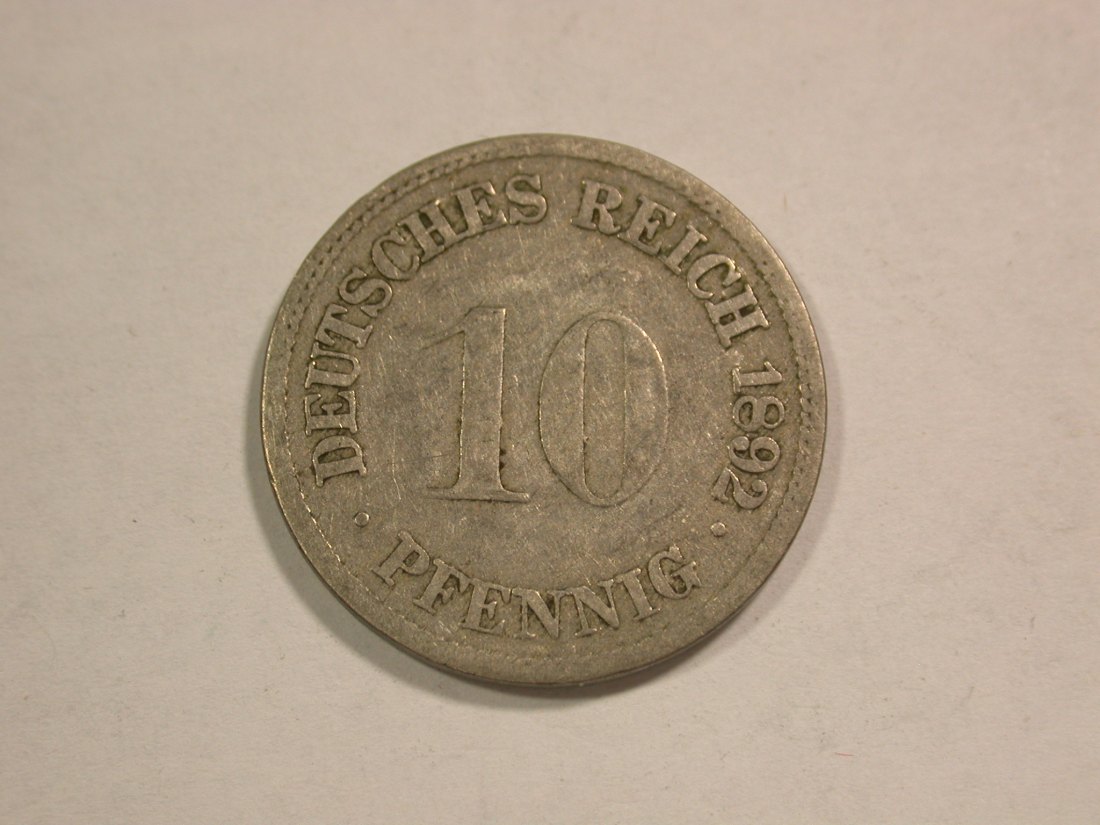 DEUTSCHES REICH 1892
10
· PFENNIG ·